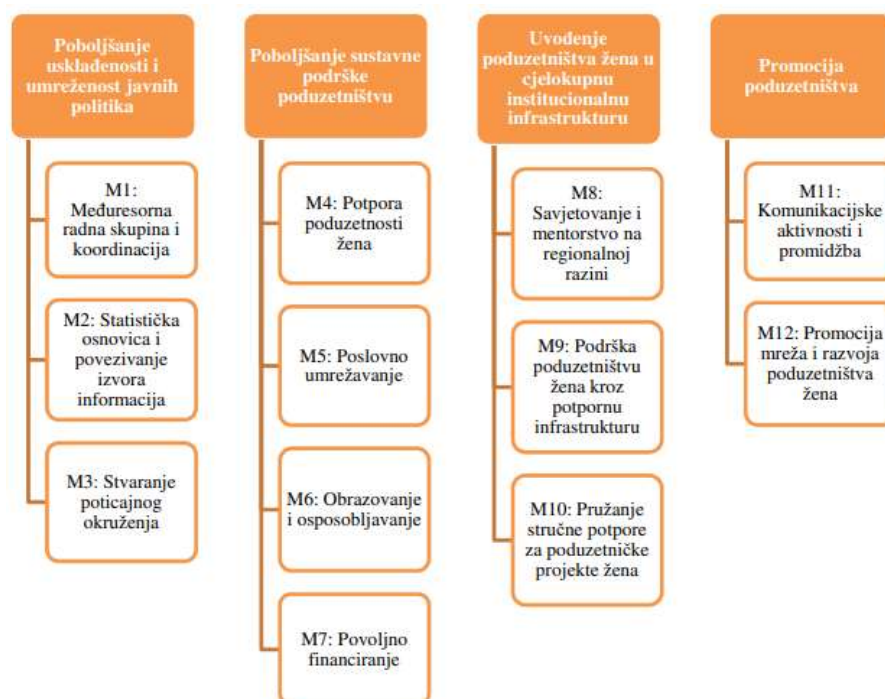 Poboljšanje
usklađenosti i
umreženost javnih
politika
M1:
Međuresorna
radna skupina i
koordinacija
M2: Statistička
osnovica i
povezivanje
izvora
informacija
M3: Stvaranje
poticajnog
okruženja
Poboljšanje sustavne
podrške
poduzetništvu
M4: Potpora
poduzetnosti
žena
M5: Poslovno
umrežavanje
M6: Obrazovanje
i osposobljavanje
M7: Povoljno
financiranje
Uvođenje
poduzetništva žena u
cjelokupnu
institucionalnu
infrastrukturu
M8:
Savjetovanje i
mentorstvo na
regionalnoj
razini
M9: Podrška
poduzetništvu
žena kroz
potpornu
infrastrukturu
M10: Pružanje
stručne potpore
za poduzetničke
projekte žena
Promocija
poduzetništva
M11:
Komunikacijske
aktivnosti i
promidžba
M12: Promocija
mreža i razvoja
poduzetništva
žena